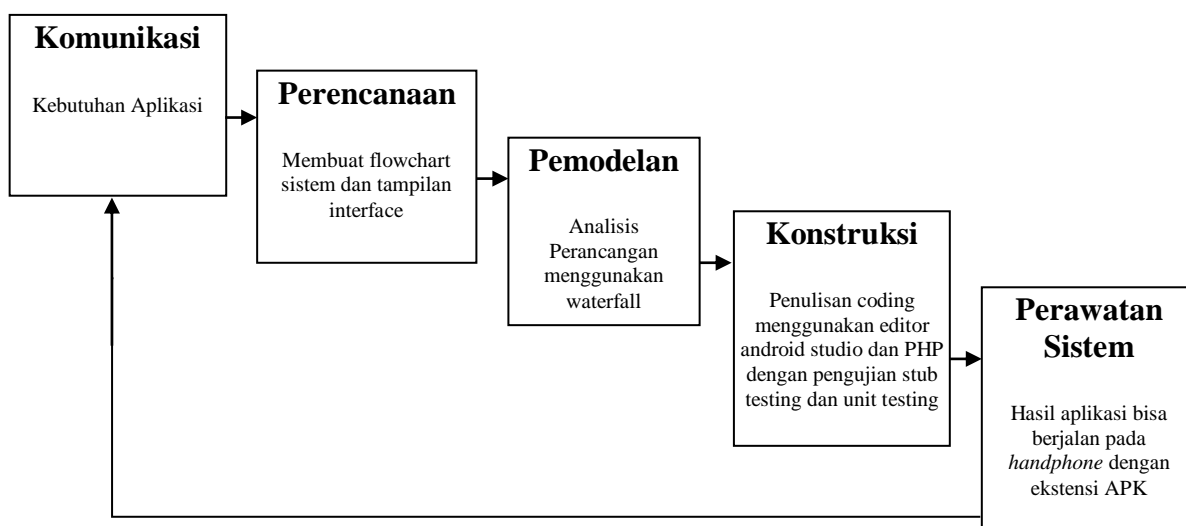 Komunikasi
Kebutuhan Aplikasi
Perencanaan
Membuat flowchart
sistem dan tampilan
interface
Pemodelan
Analisis
Perancangan
menggunakan
waterfall
Konstruksi
Penulisan coding
menggunakan editor
android studio dan PHP
dengan pengujian stub
testing dan unit testing
Perawatan
Sistem
Hasil aplikasi bisa
berjalan pada
handphone dengan
ekstensi APK